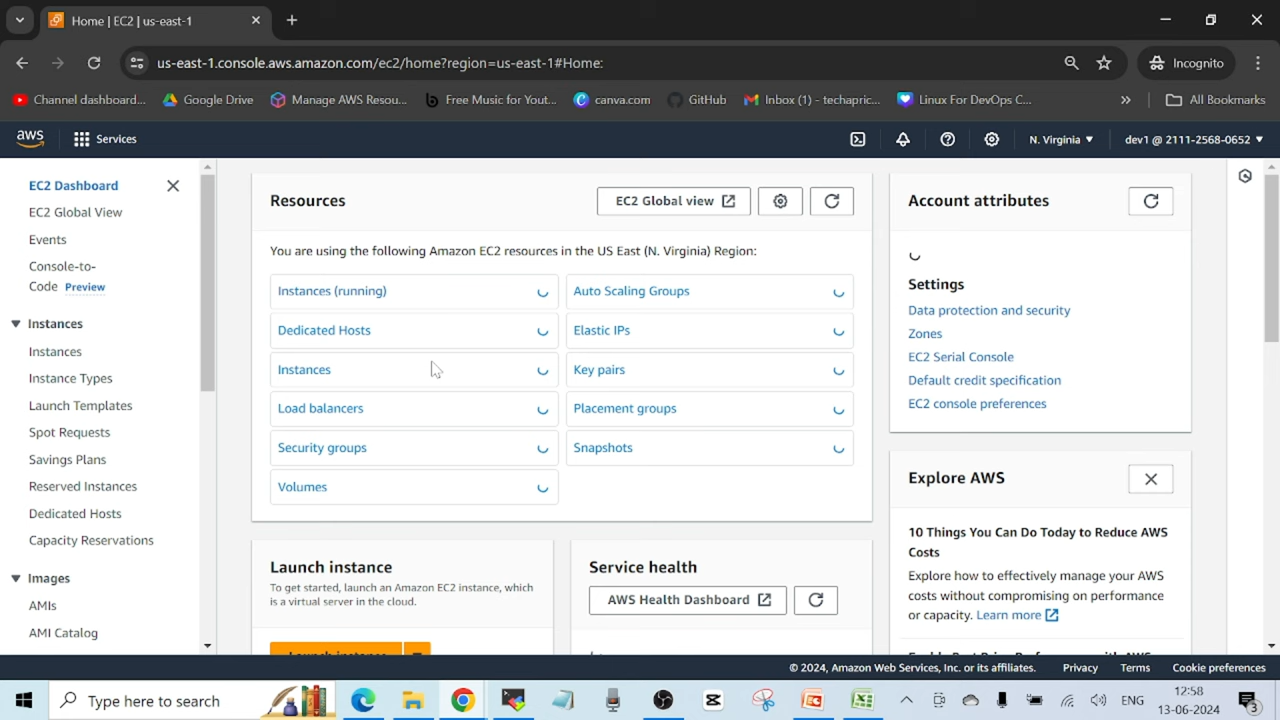 Home | EC2 | us-east-1
us-east-1.console.aws.amazon.com/ec2/home?region=us-east-1#Home:
Incognito
Channel dashboard...
Google Drive
Manage AWS Resou...
Free Music for Yout...
canva.com
GitHub
Inbox (1) - techapric...
Linux For DevOps C...
»
All Bookmarks
aws
Services
N. Virginia
dev1 @ 2111-2568-0652
EC2 Dashboard
EC2 Global View
Events
Console-to-
Code Preview
Instances
Instances
Instance Types
Launch Templates
Spot Requests
Savings Plans
Reserved Instances
Dedicated Hosts
Capacity Reservations
Images
AMIs
AMI Catalog
Resources
EC2 Global view
You are using the following Amazon EC2 resources in the US East (N. Virginia) Region:
Instances (running)
Auto Scaling Groups
Dedicated Hosts
Elastic IPs
Instances
Key pairs
Load balancers
Placement groups
Security groups
Snapshots
Volumes
Launch instance
To get started, launch an Amazon EC2 instance, which
is a virtual server in the cloud.
Launch instance
Service health
AWS Health Dashboard
Account attributes
Settings
Data protection and security
Zones
EC2 Serial Console
Default credit specification
EC2 console preferences
Explore AWS
10 Things You Can Do Today to Reduce AWS
Costs
Explore how to effectively manage your AWS
costs without compromising on performance
or capacity. Learn more
© 2024, Amazon Web Services, Inc. or its affiliates.
Privacy
Terms
Cookie preferences
Type here to search
ENG
12:58
13-06-2024
3